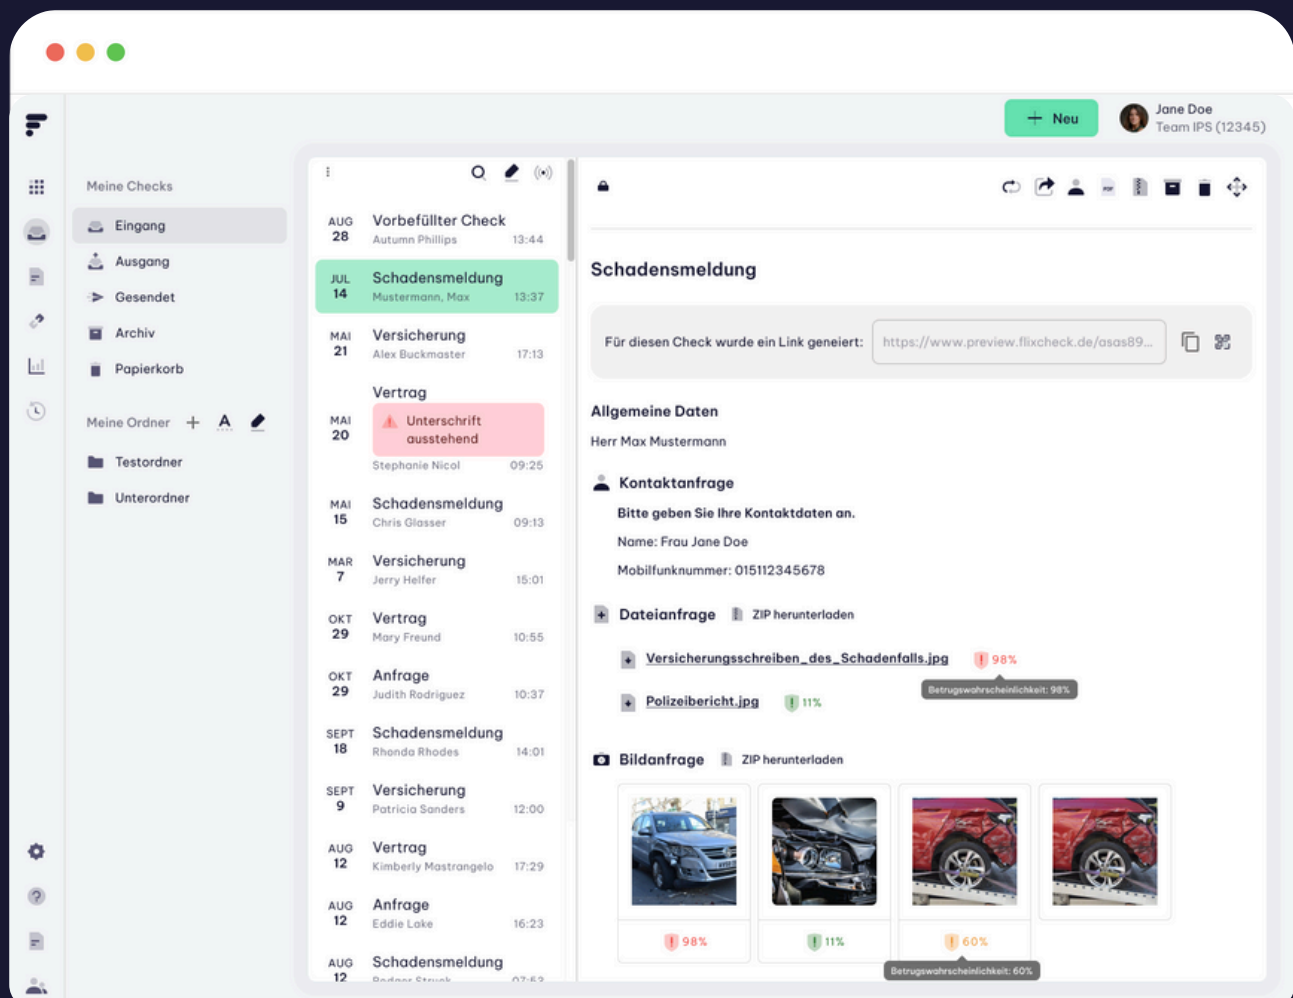 + Neu
Jane Doe
Team IPS (12345)
Meine Checks
Eingang
Ausgang
Gesendet
Archiv
Papierkorb
Meine Ordner + A
Testordner
Unterordner
AUG 28 Vorbefüllter Check
Autumn Phillips 13:44
JUL 14 Schadensmeldung
Mustermann, Max 13:37
MAI 21 Versicherung
Alex Buckmaster 17:13
Vertrag
MAI 20 Unterschrift
ausstehend
Stephanie Nicol 09:25
MAI 15 Schadensmeldung
Chris Glasser 09:13
MAR 7 Versicherung
Jerry Helfer 15:01
OKT 29 Vertrag
Mary Freund 10:55
OKT 29 Anfrage
Judith Rodriguez 10:37
SEPT 18 Schadensmeldung
Rhonda Rhodes 14:01
SEPT 9 Versicherung
Patricia Sanders 12:00
AUG 12 Vertrag
Kimberly Mastrangelo 17:29
AUG 12 Anfrage
Eddie Lake 16:23
AUG 12 Schadensmeldung
PDF
Schadensmeldung
Für diesen Check wurde ein Link geneiert: https://www.preview.flixcheck.de/asas89...
Allgemeine Daten
Herr Max Mustermann
Kontaktanfrage
Bitte geben Sie Ihre Kontaktdaten an.
Name: Frau Jane Doe
Mobilfunknummer: 015112345678
Dateianfrage ZIP herunterladen
Versicherungsschreiben_des_Schadenfalls.jpg 98%
Betrugswahrscheinlichkeit: 98%
Polizeibericht.jpg 11%
Bildanfrage ZIP herunterladen
98% 11% 60%
Betrugswahrscheinlichkeit: 60%